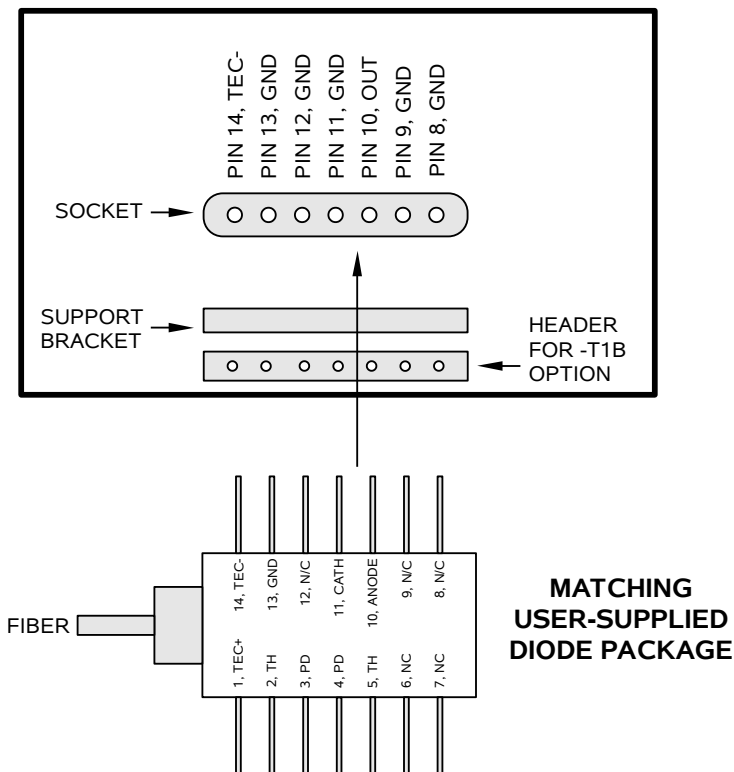 PIN 14, TEC-
PIN 13, GND
PIN 12, GND
PIN 11, GND
PIN 10, OUT
PIN 9, GND
PIN 8, GND
SOCKET
SUPPORT
BRACKET
HEADER
FOR -T1B
OPTION
14, TEC-
13, GND
12, N/C
11, CATH
10, ANODE
9, N/C
8, N/C
FIBER
1, TEC+
2, TH
3, PD
4, PD
5, TH
6, NC
7, NC
MATCHING
USER-SUPPLIED
DIODE PACKAGE